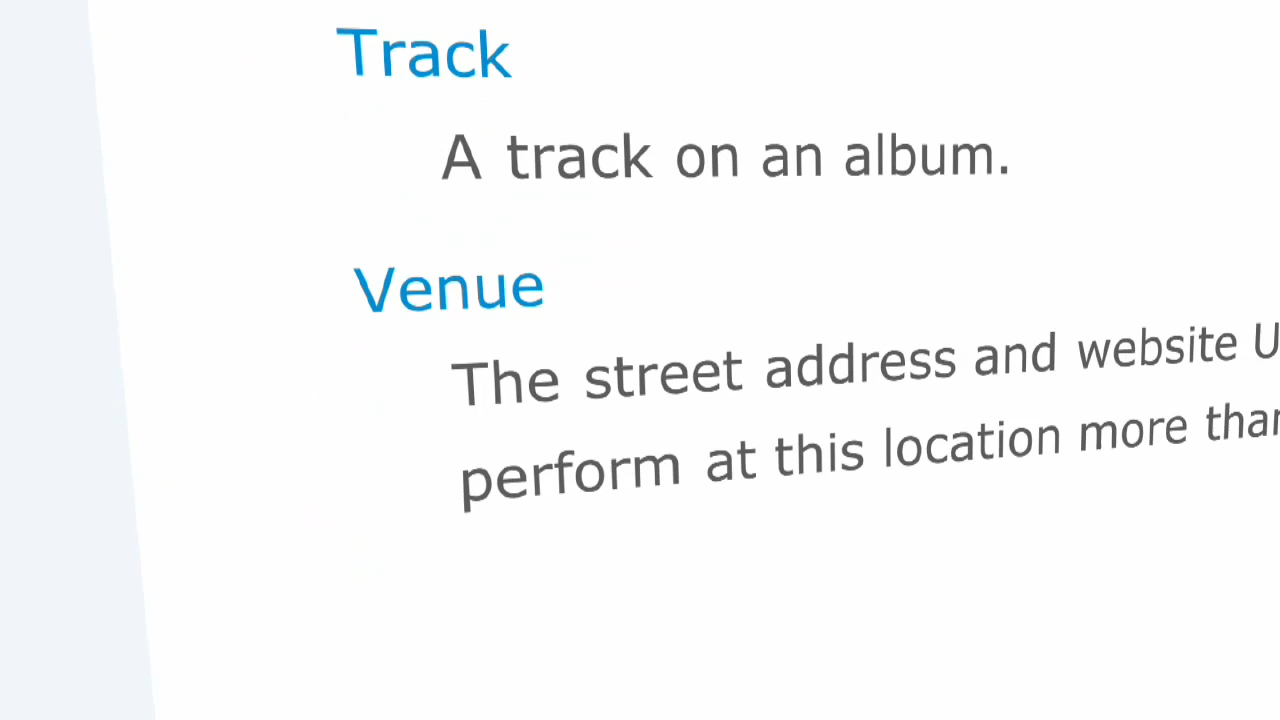 Track
A track on an album.
Venue
The street address and website
perform at this location more